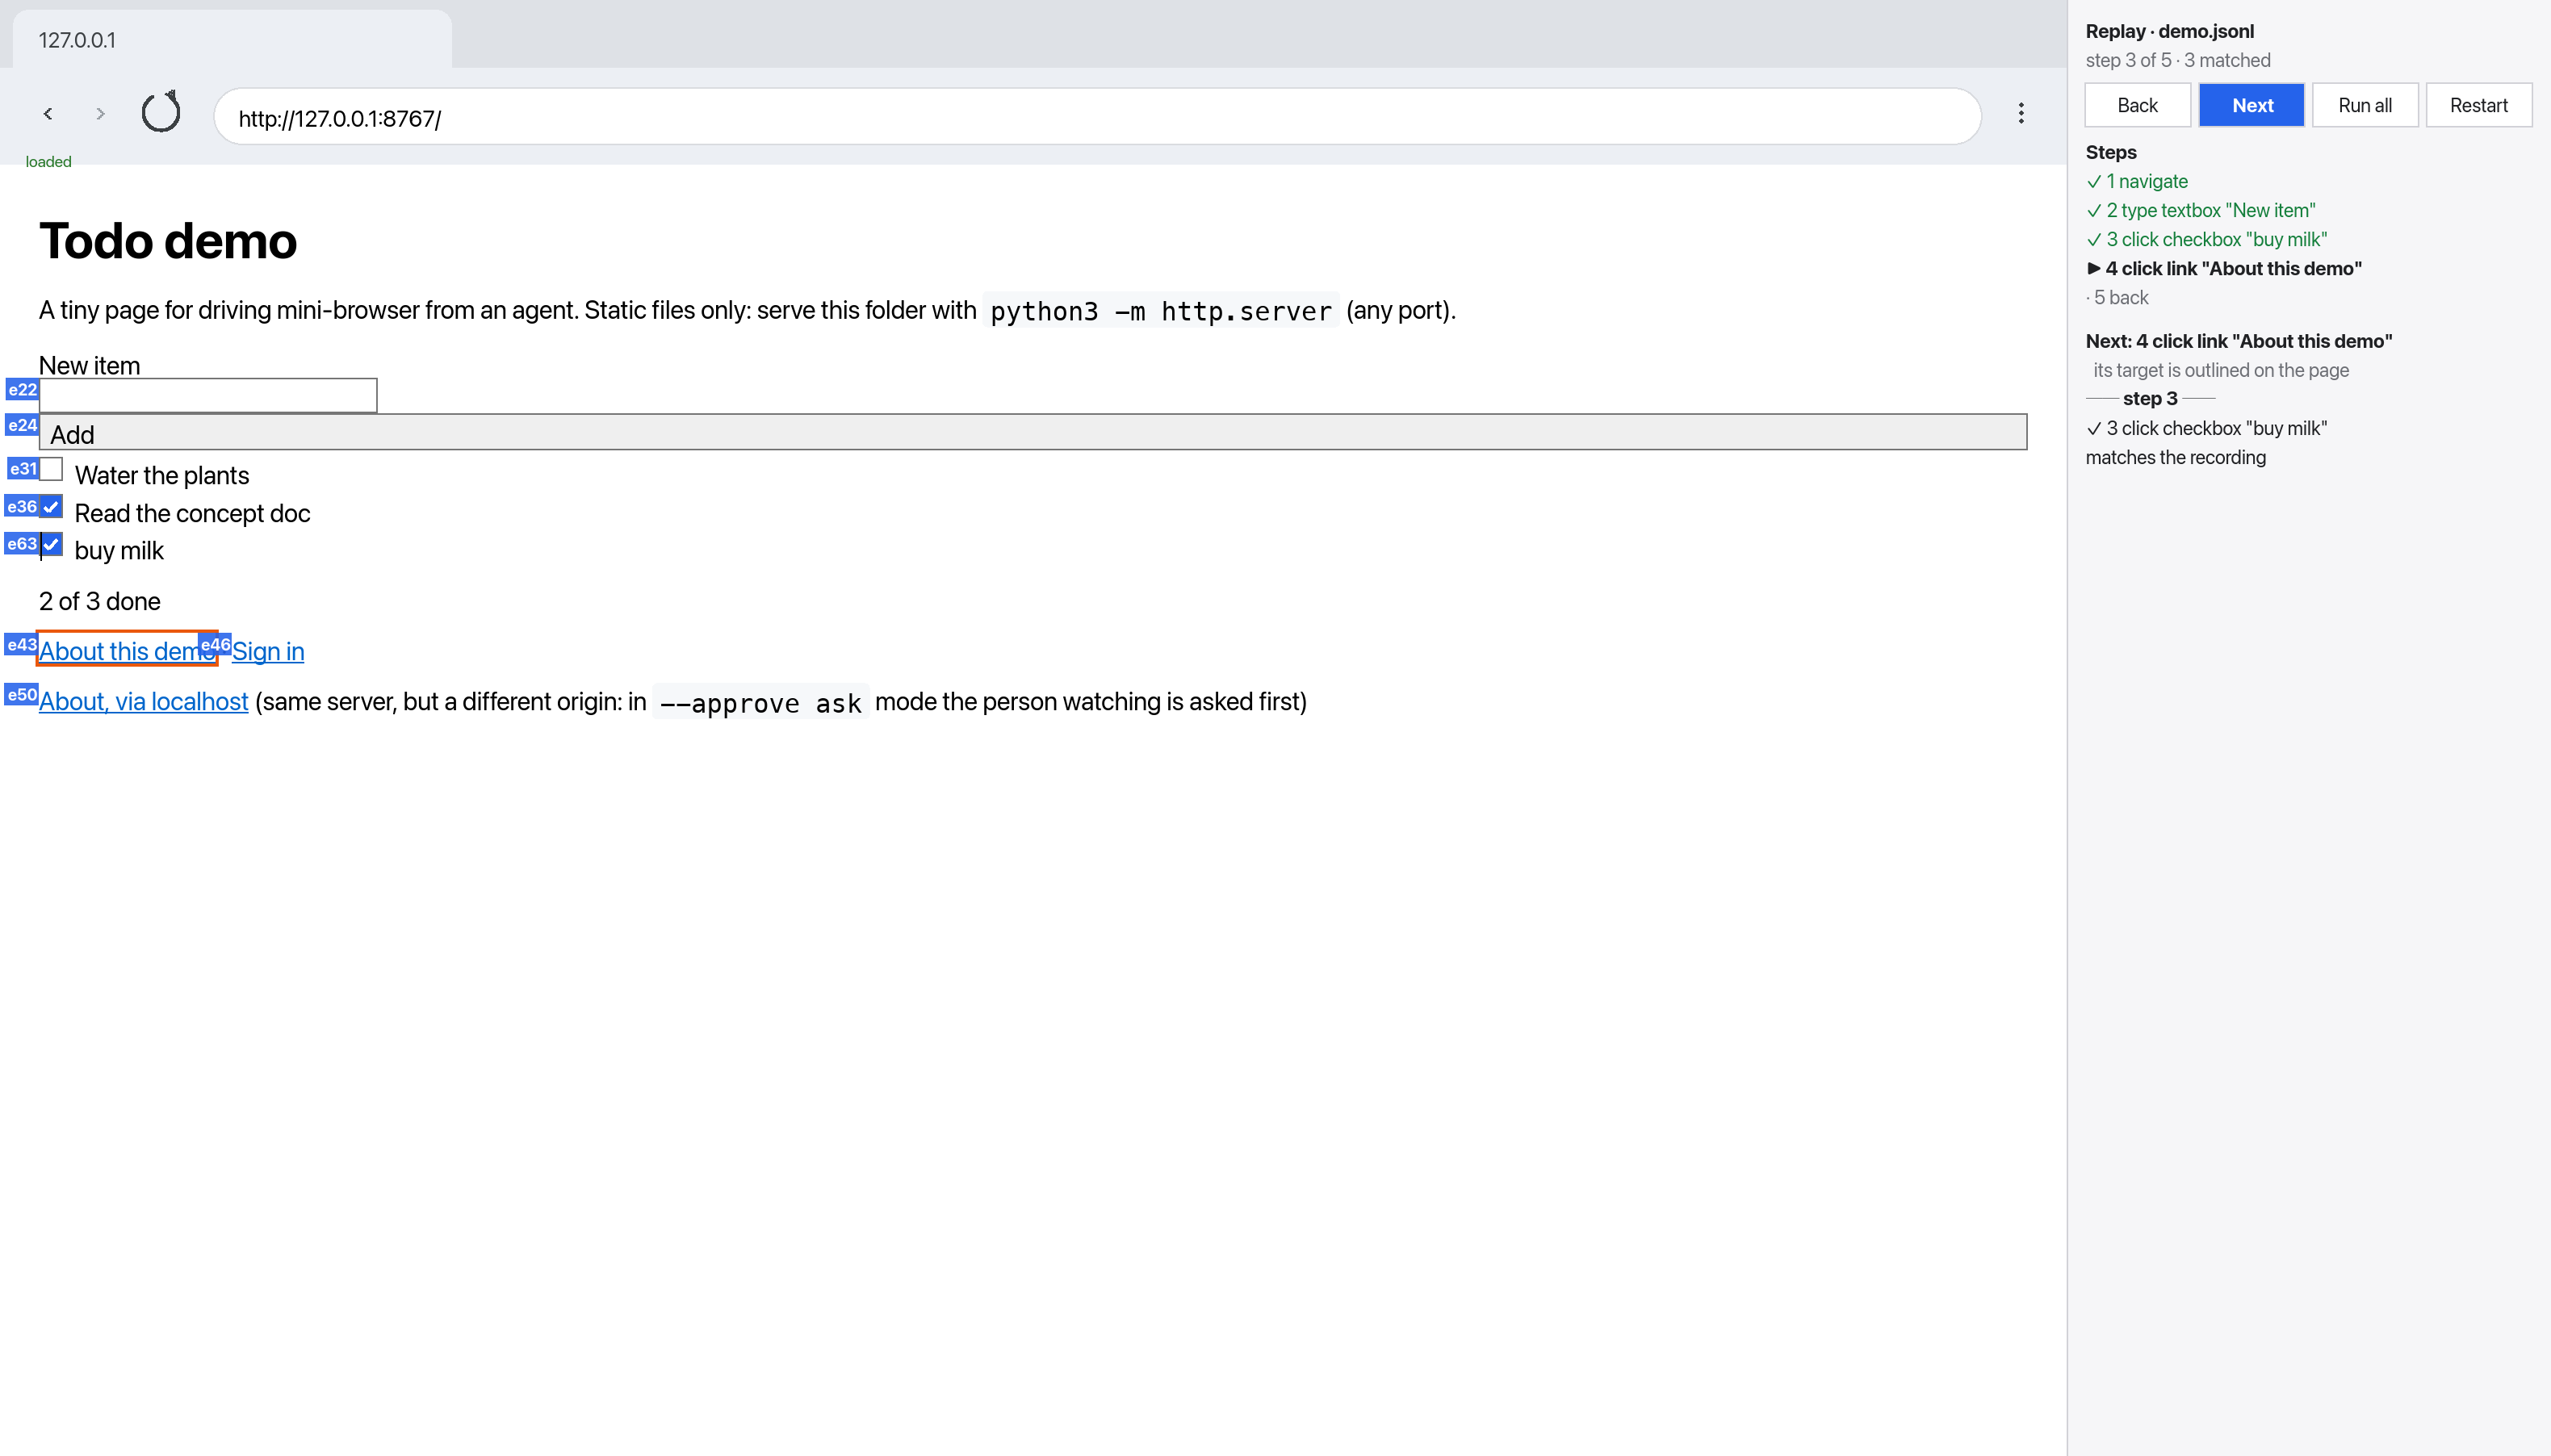 127.0.0.1
http://127.0.0.1:8767/
loaded
Todo demo
A tiny page for driving mini-browser from an agent. Static files only: serve this folder with python3 -m http.server (any port).
New item
e22
e24 Add
e31 Water the plants
e36 Read the concept doc
e63 buy milk
2 of 3 done
e43 About this demo e46 Sign in
e50 About, via localhost (same server, but a different origin: in --approve ask mode the person watching is asked first)
Replay · demo.jsonl
step 3 of 5 · 3 matched
Back Next Run all Restart
Steps
✓ 1 navigate
✓ 2 type textbox "New item"
✓ 3 click checkbox "buy milk"
▶ 4 click link "About this demo"
· 5 back
Next: 4 click link "About this demo"
its target is outlined on the page
—— step 3 ——
✓ 3 click checkbox "buy milk"
matches the recording